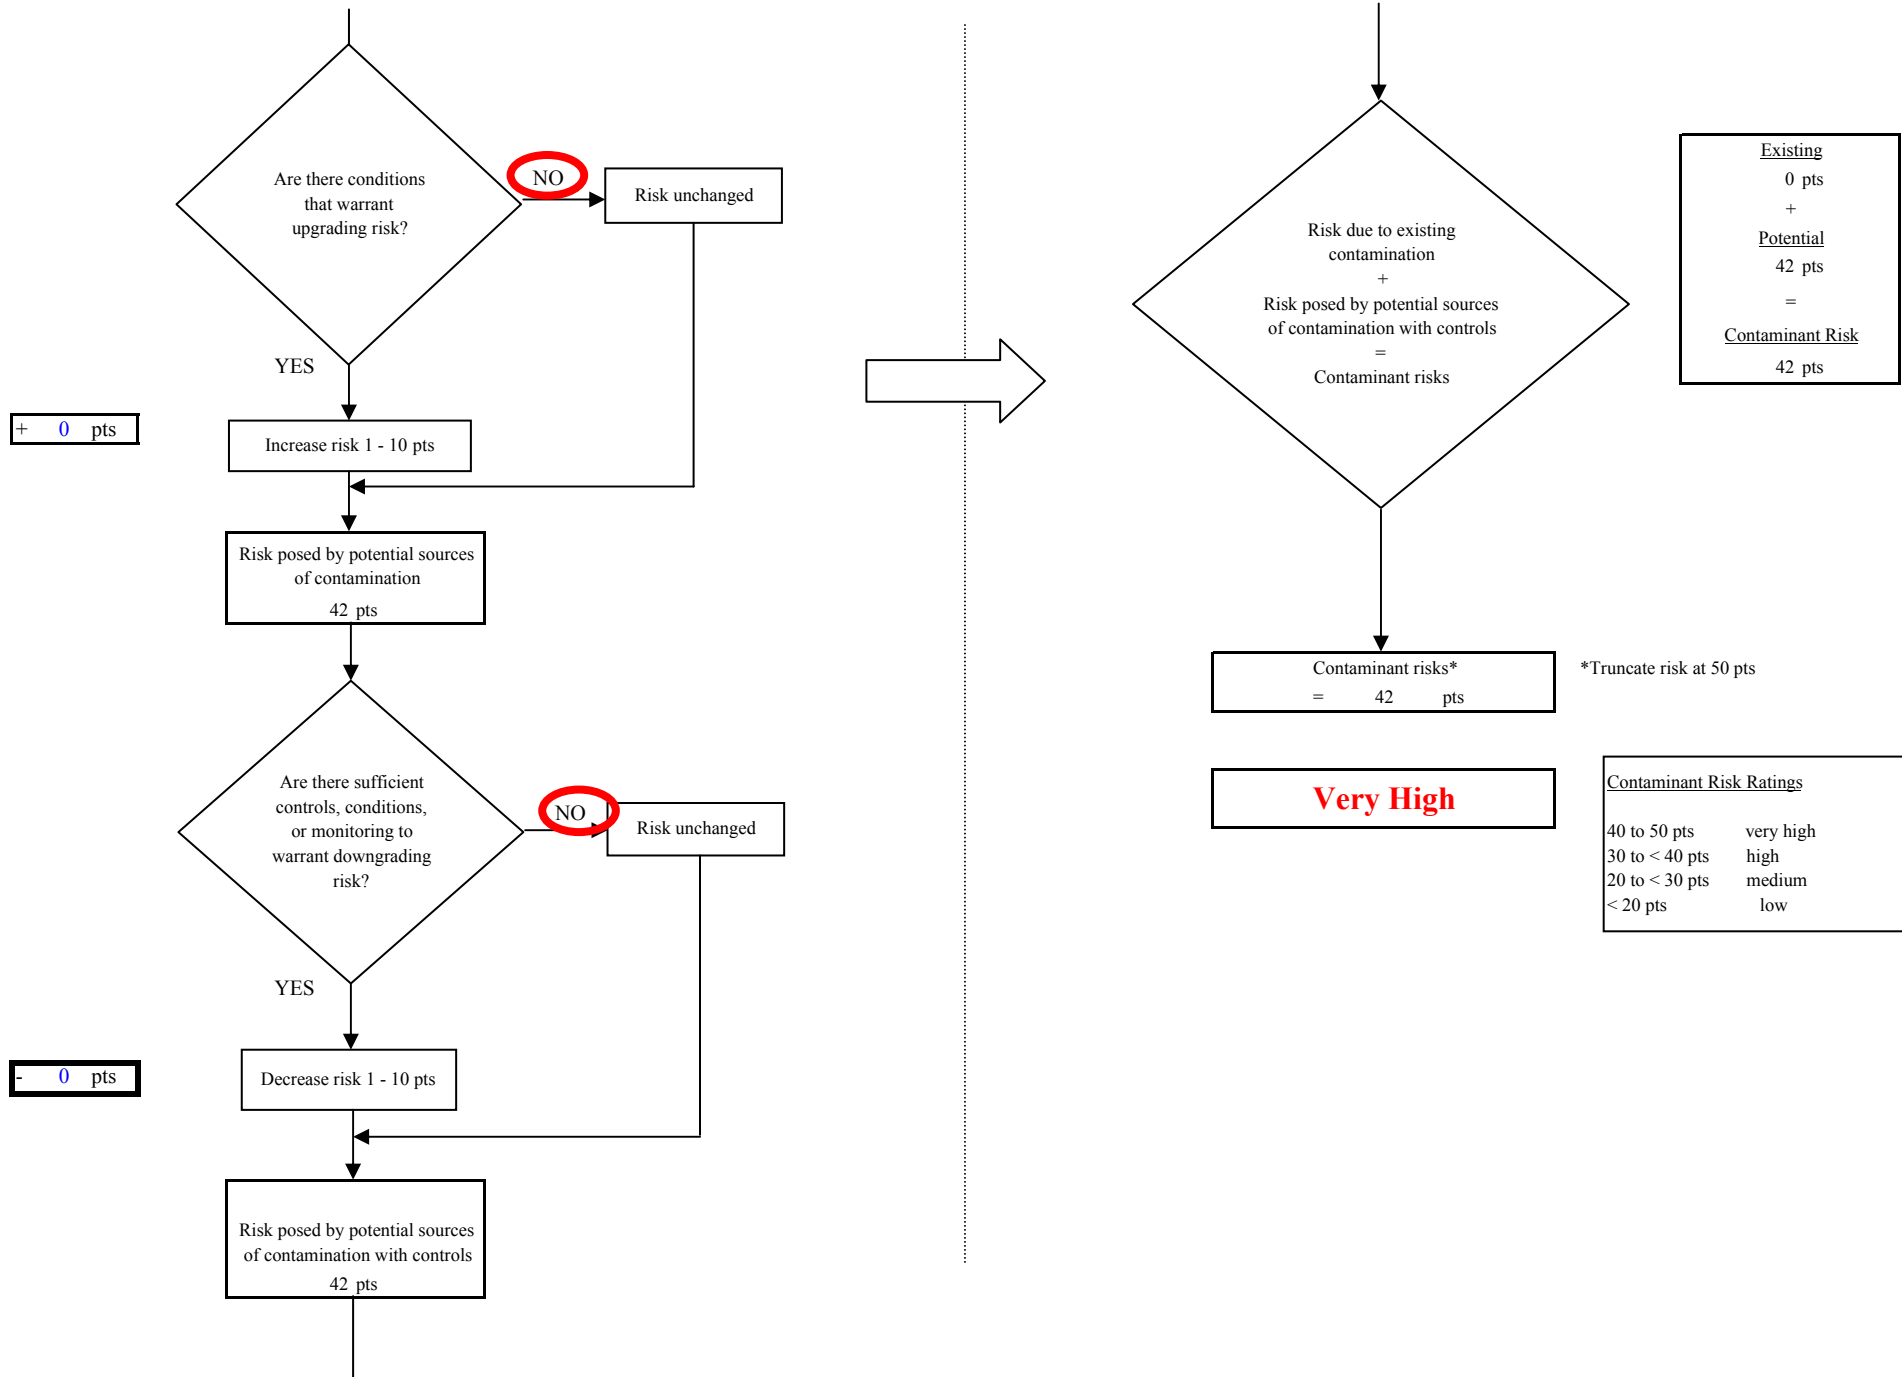 Are there conditions
that warrant
upgrading risk?
NO
Risk unchanged
YES
+ 0 pts
Increase risk 1 - 10 pts
Risk posed by potential sources
of contamination
42 pts
Are there sufficient
controls, conditions,
or monitoring to
warrant downgrading
risk?
NO
Risk unchanged
YES
- 0 pts
Decrease risk 1 - 10 pts
Risk posed by potential sources
of contamination with controls
42 pts
Risk due to existing
contamination
+
Risk posed by potential sources
of contamination with controls
=
Contaminant risks
Existing
0 pts
+
Potential
42 pts
=
Contaminant Risk
42 pts
Contaminant risks*
= 42 pts
*Truncate risk at 50 pts
Very High
Contaminant Risk Ratings
40 to 50 pts very high
30 to < 40 pts high
20 to < 30 pts medium
< 20 pts low